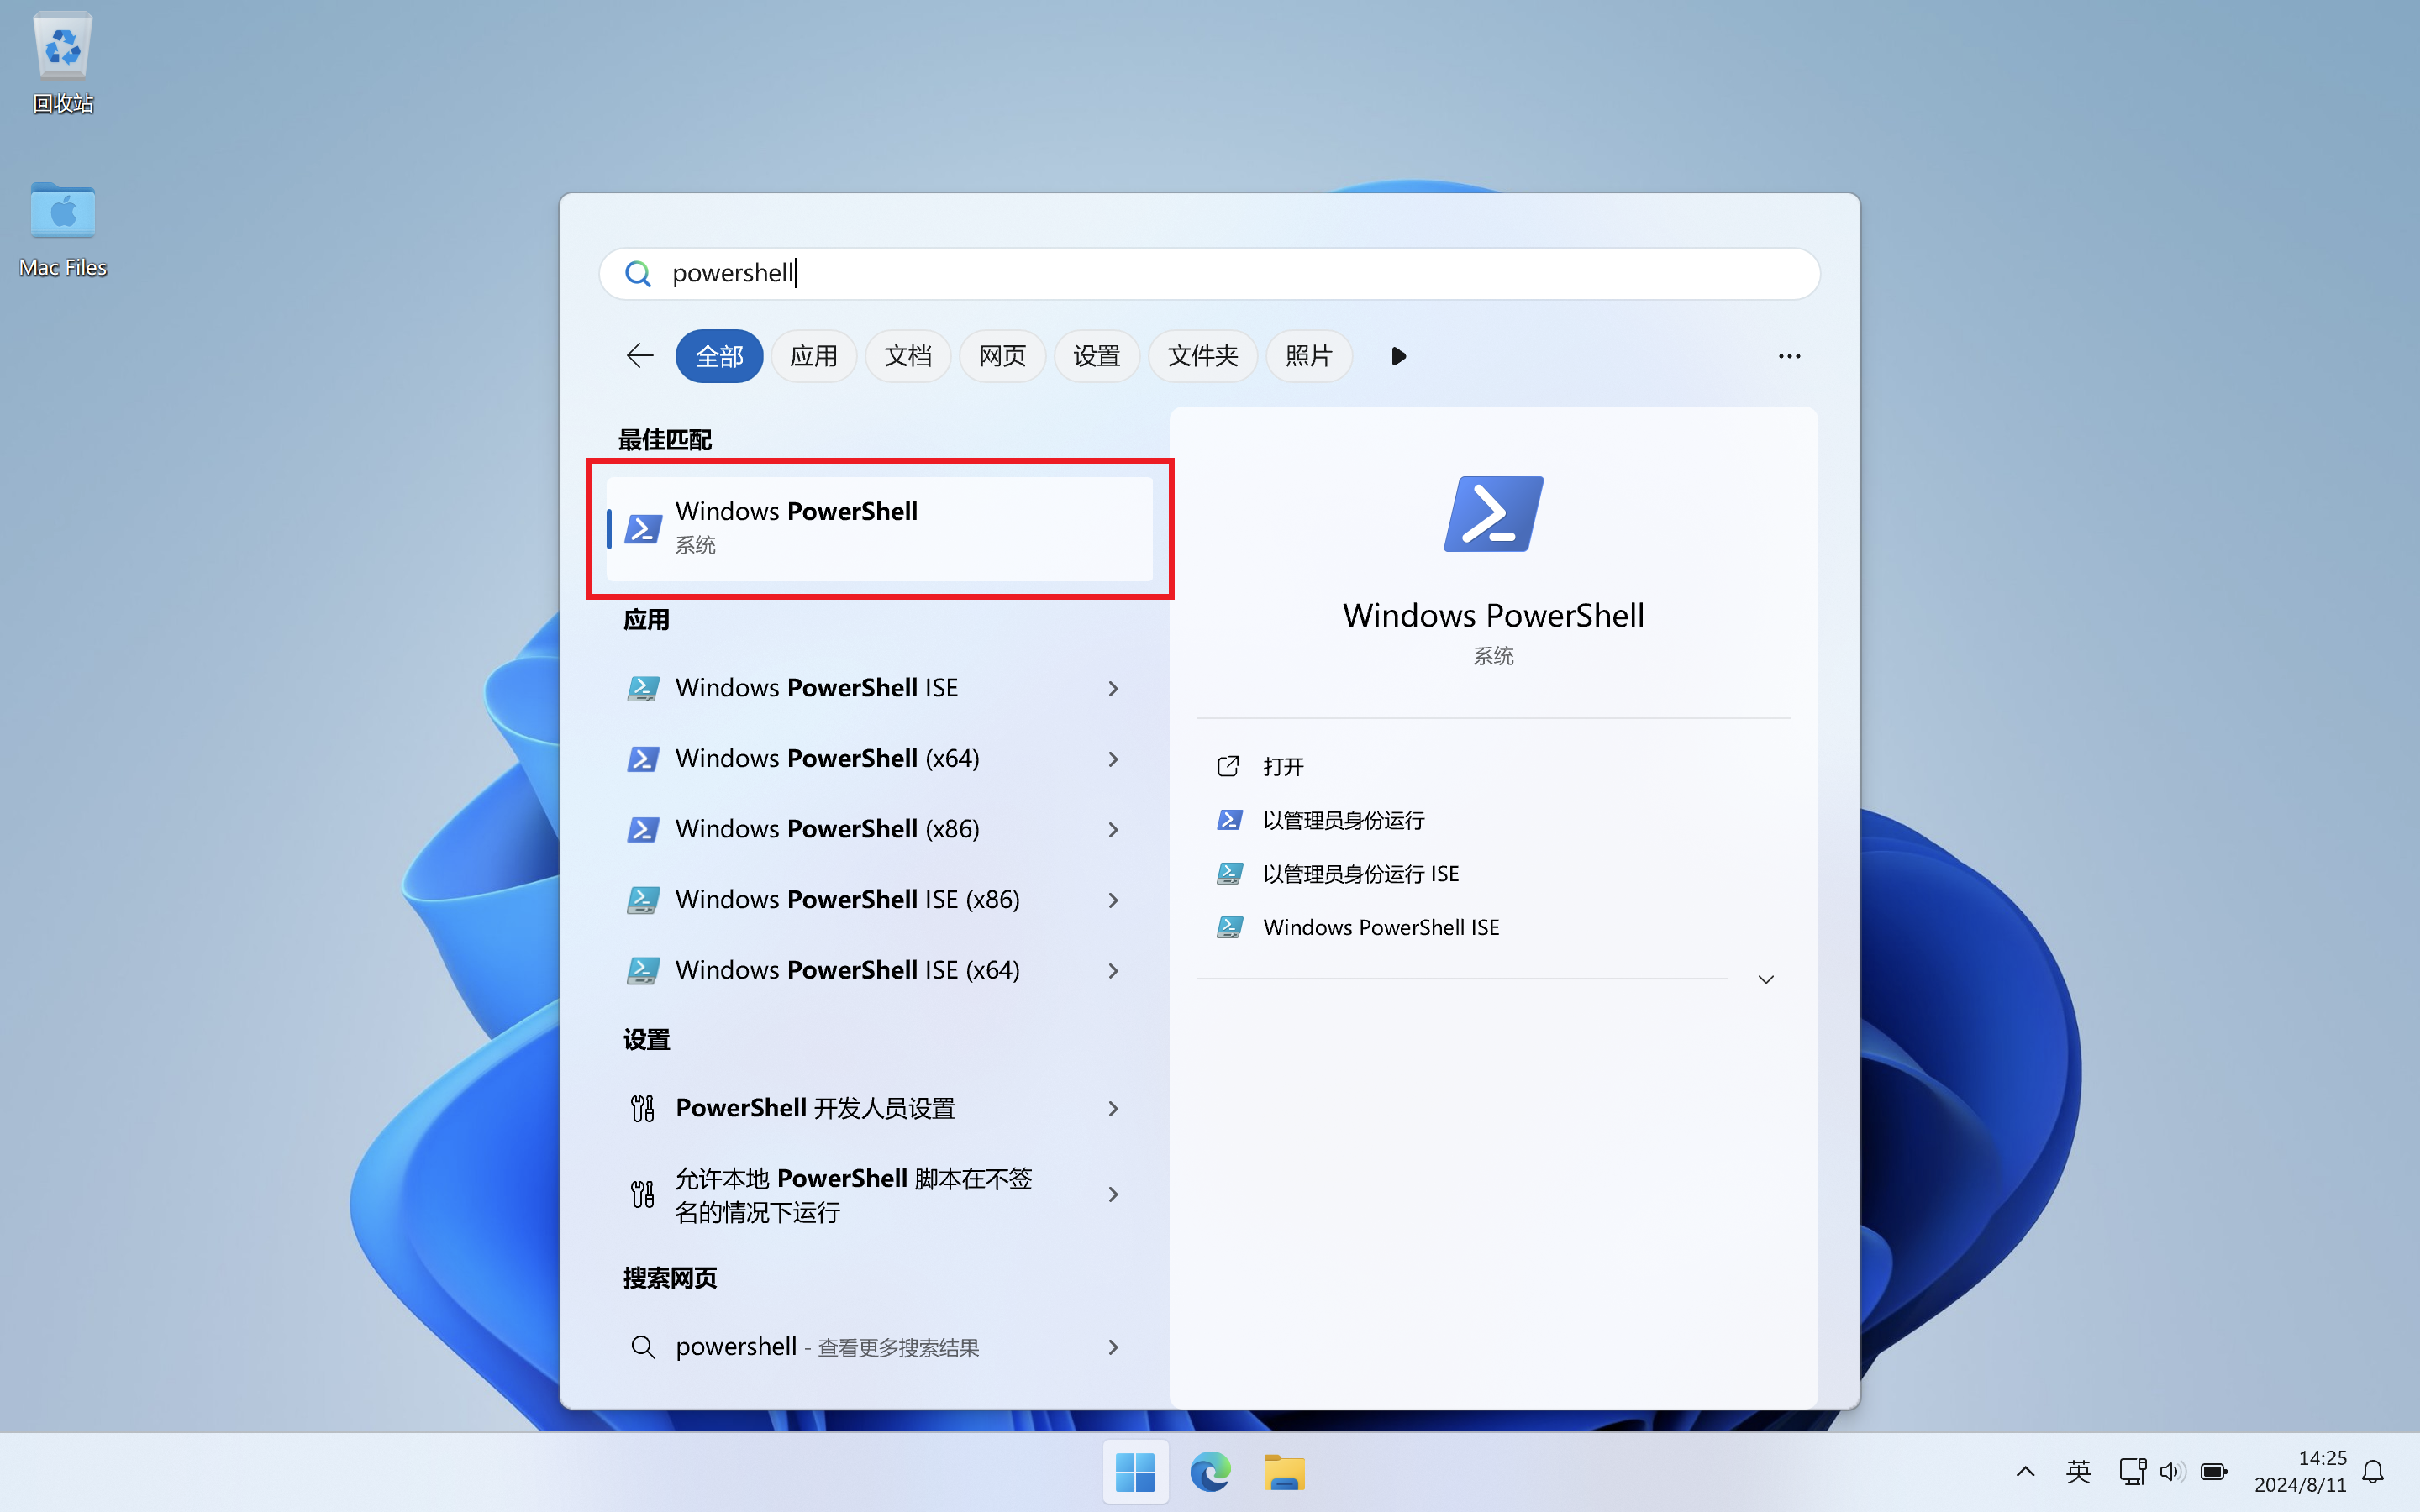 回收站
Mac Files
powershell
全部 应用 文档 网页 设置 文件夹 照片
最佳匹配
Windows PowerShell
系统
应用
Windows PowerShell ISE
Windows PowerShell (x64)
Windows PowerShell (x86)
Windows PowerShell ISE (x86)
Windows PowerShell ISE (x64)
设置
PowerShell 开发人员设置
允许本地 PowerShell 脚本在不签
名的情况下运行
搜索网页
powershell - 查看更多搜索结果
Windows PowerShell
系统
打开
以管理员身份运行
以管理员身份运行 ISE
Windows PowerShell ISE
英
14:25
2024/8/11